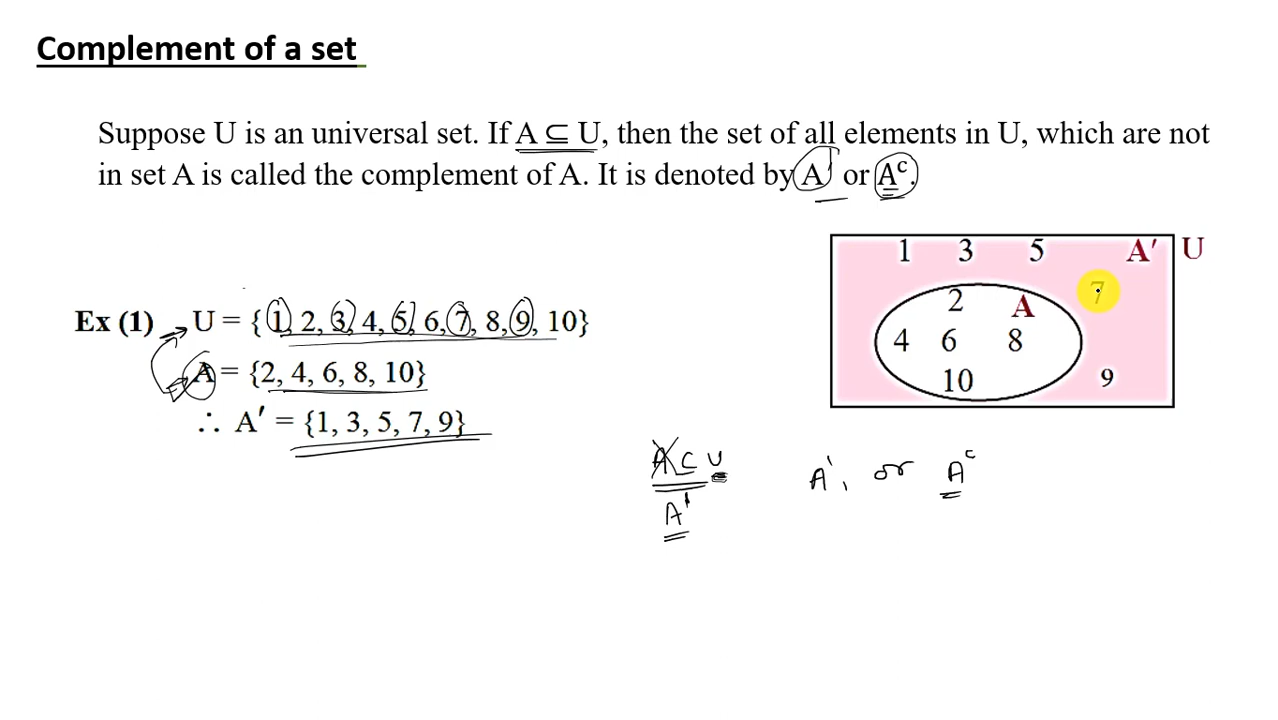 Complement of a set
Suppose U is an universal set. If A ⊆ U, then the set of all elements in U, which are not
in set A is called the complement of A. It is denoted by A′ or Aᶜ.
1 3 5 A′ U
2 A 7
4 6 8
10 9
Ex (1) U = { 1, 2, 3, 4, 5, 6, 7, 8, 9, 10}
A = {2, 4, 6, 8, 10}
∴ A′ = {1, 3, 5, 7, 9}
A ⊂ U A′, or Aᶜ
A′